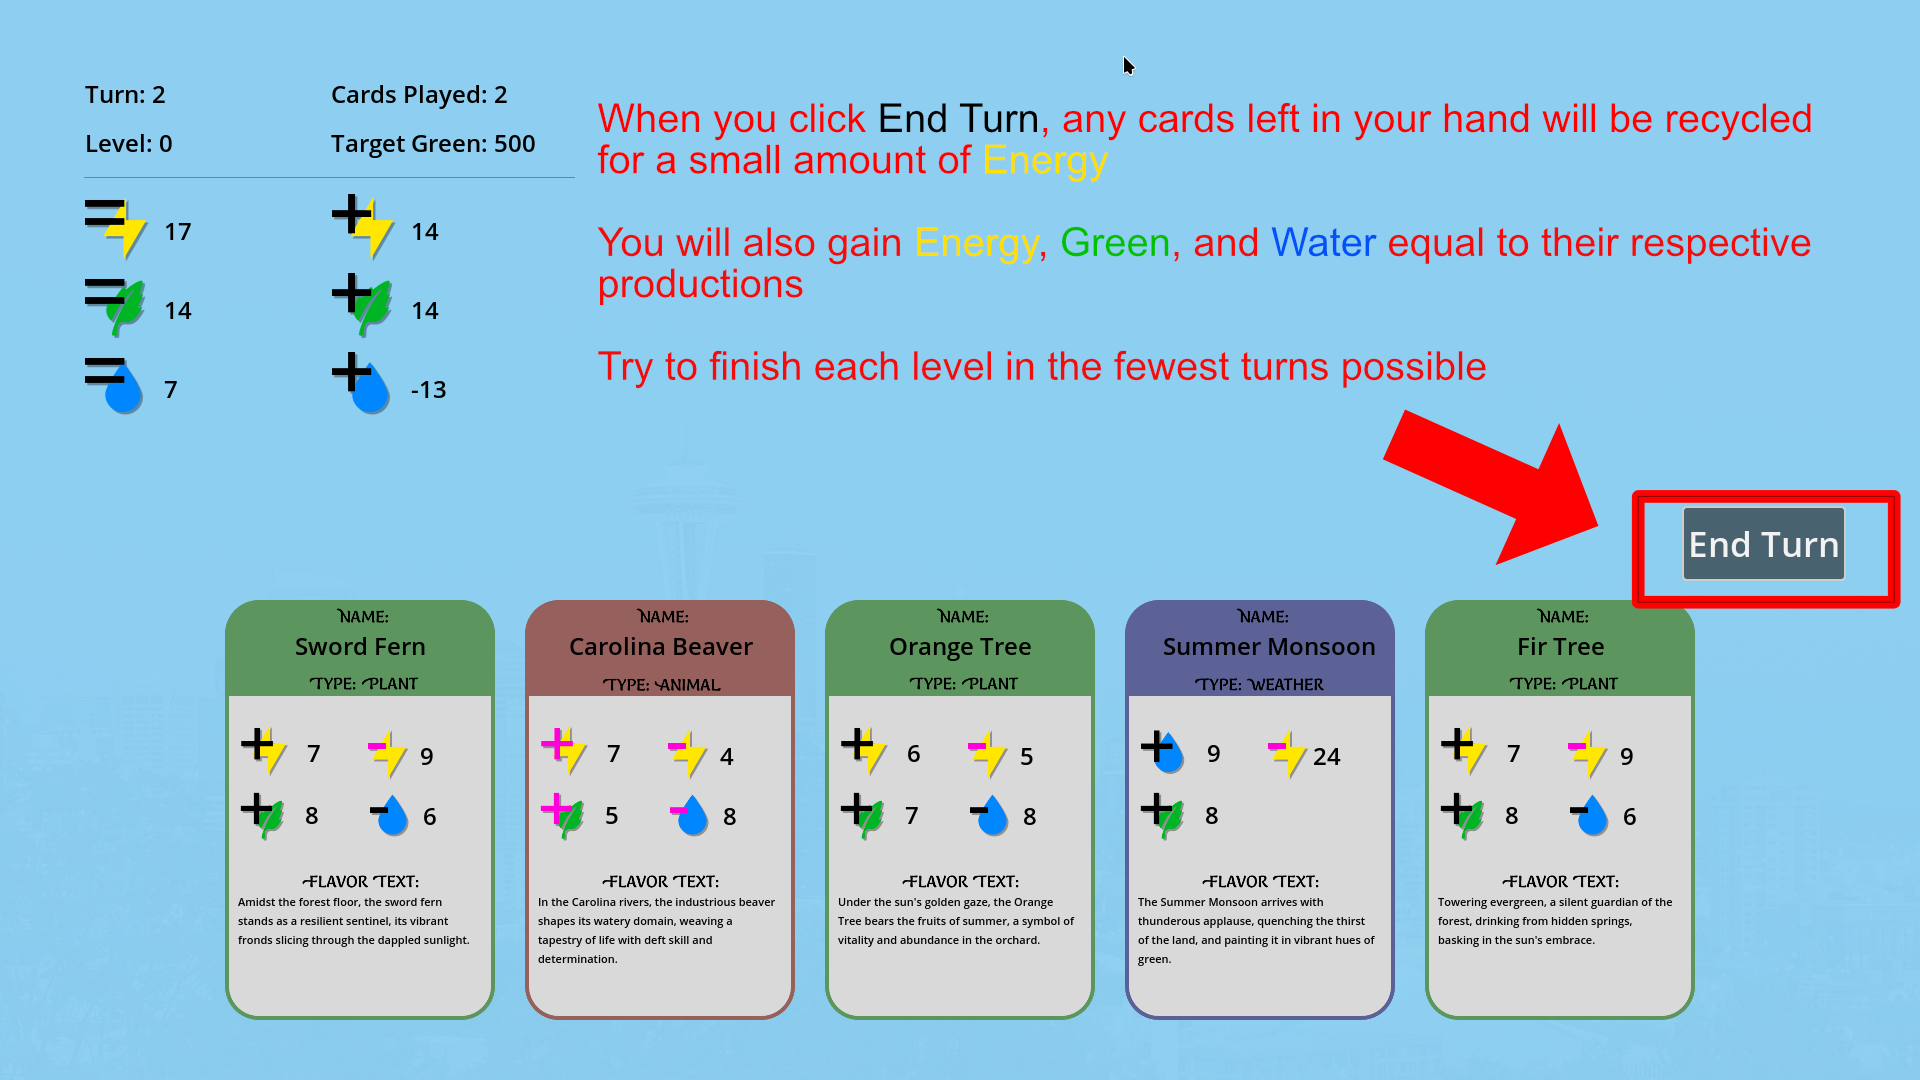 Turn: 2
Cards Played: 2
Level: 0
Target Green: 500
17
14
14
14
7
-13
When you click End Turn, any cards left in your hand will be recycled
for a small amount of Energy
You will also gain Energy, Green, and Water equal to their respective
productions
Try to finish each level in the fewest turns possible
End Turn
NAME:
Sword Fern
TYPE: PLANT
7
9
8
6
FLAVOR TEXT:
Amidst the forest floor, the sword fern
stands as a resilient sentinel, its vibrant
fronds slicing through the dappled sunlight.
NAME:
Carolina Beaver
TYPE: ANIMAL
7
4
5
8
FLAVOR TEXT:
In the Carolina rivers, the industrious beaver
shapes its watery domain, weaving a
tapestry of life with deft skill and
determination.
NAME:
Orange Tree
TYPE: PLANT
6
5
7
8
FLAVOR TEXT:
Under the sun's golden gaze, the Orange
Tree bears the fruits of summer, a symbol of
vitality and abundance in the orchard.
NAME:
Summer Monsoon
TYPE: WEATHER
9
24
8
FLAVOR TEXT:
The Summer Monsoon arrives with
thunderous applause, quenching the thirst
of the land, and painting it in vibrant hues of
green.
NAME:
Fir Tree
TYPE: PLANT
7
9
8
6
FLAVOR TEXT:
Towering evergreen, a silent guardian of the
forest, drinking from hidden springs,
basking in the sun's embrace.